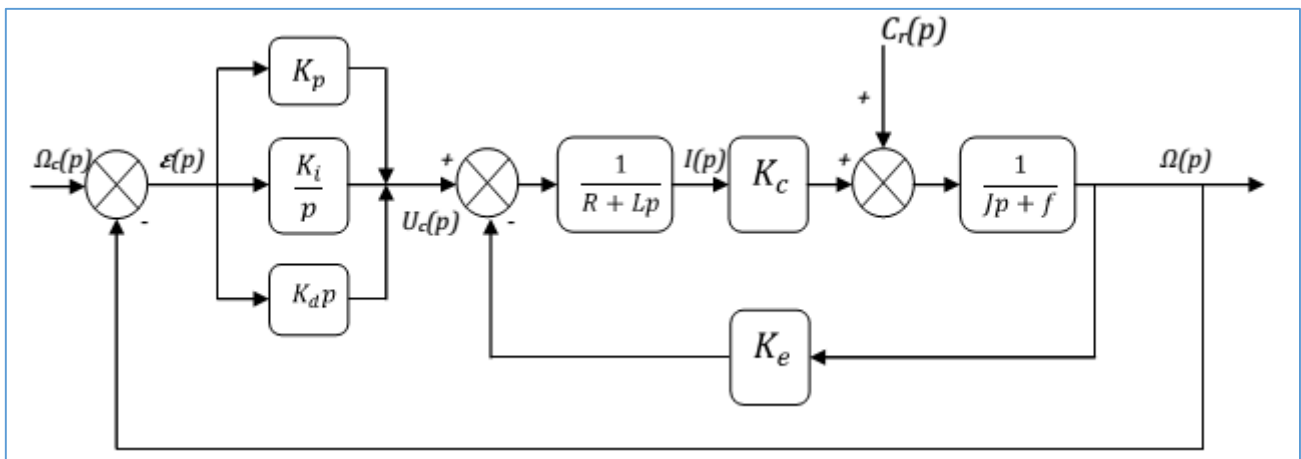 Cr(p)
Kp
+
Ωc(p)
ε(p)
Ki
p
+
1
R + Lp
I(p)
Kc
+
1
Jp + f
Ω(p)
-
Uc(p)
-
Kdp
Ke